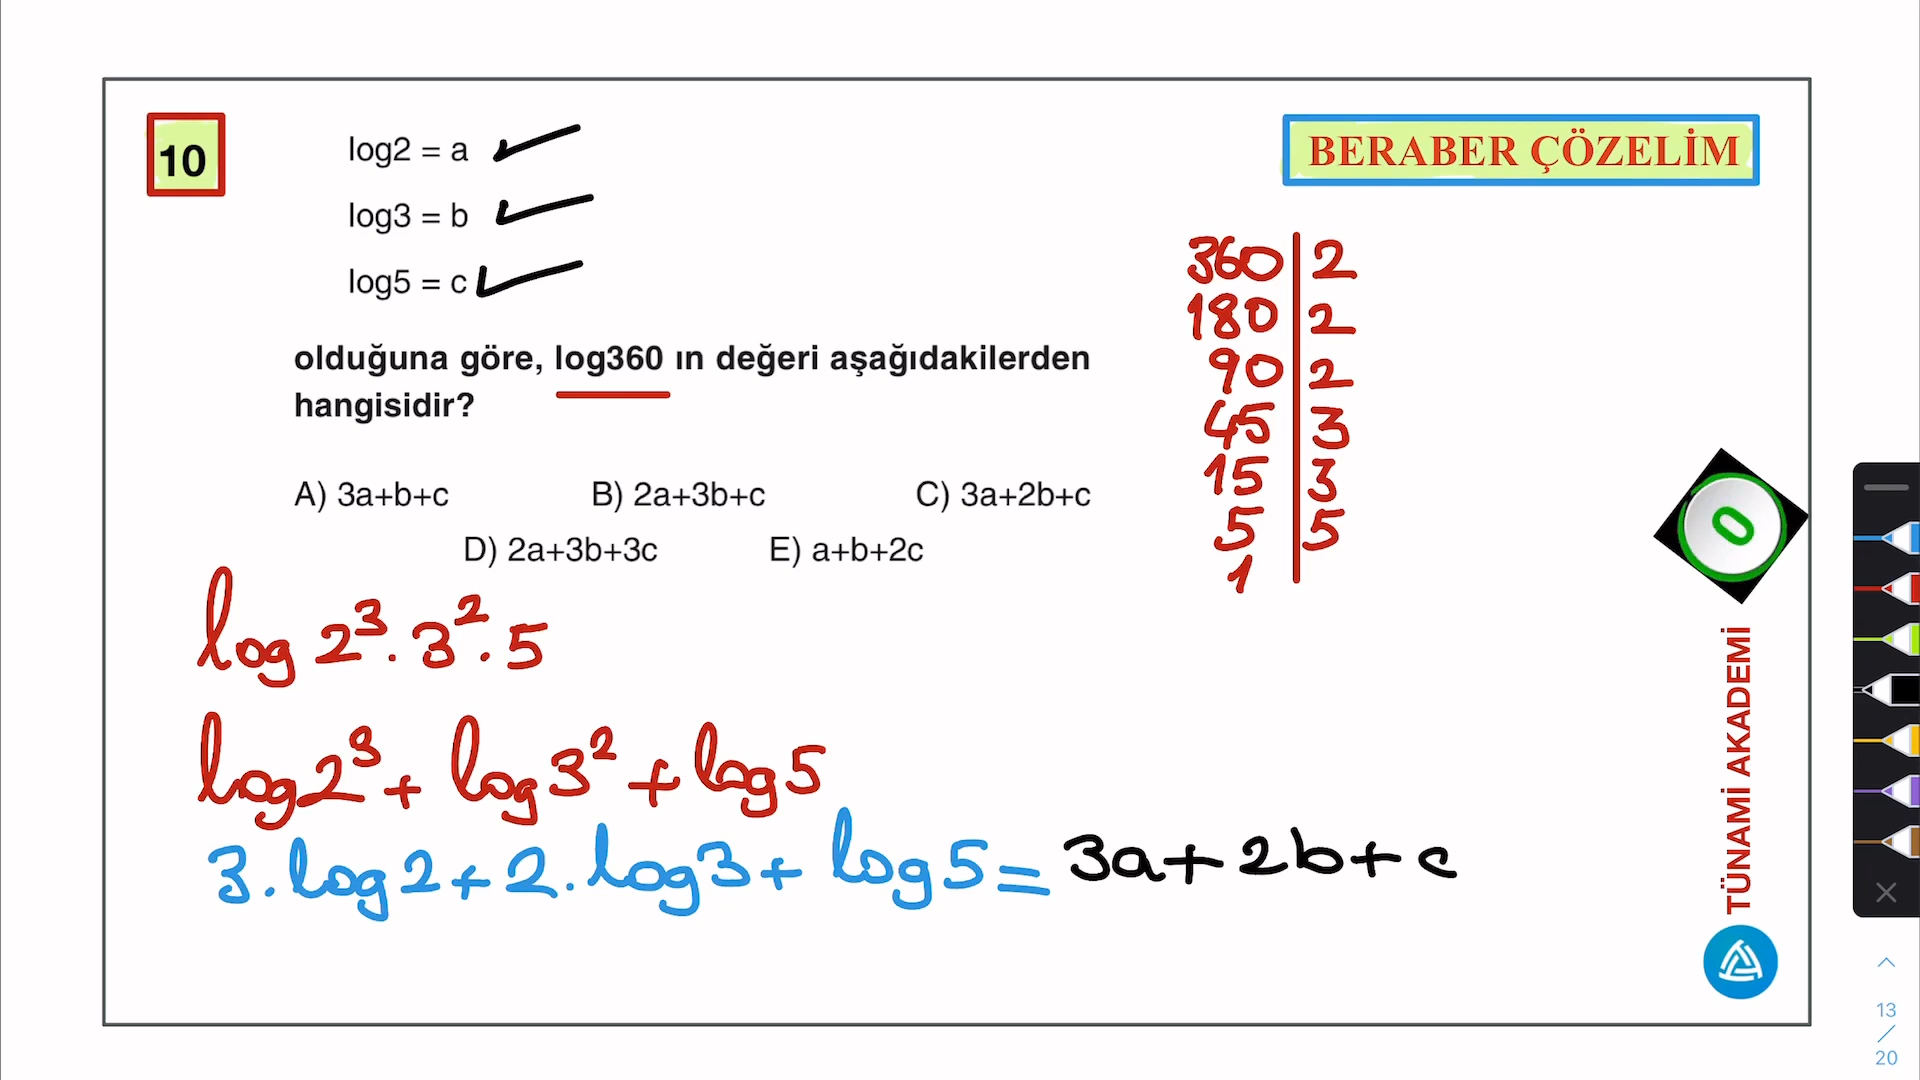 10
BERABER ÇÖZELİM
log2 = a
log3 = b
log5 = c
olduğuna göre, log360 ın değeri aşağıdakilerden
hangisidir?
A) 3a+b+c B) 2a+3b+c C) 3a+2b+c
D) 2a+3b+3c E) a+b+2c
360 | 2
180 | 2
90 | 2
45 | 3
15 | 3
5 | 5
1
log 2³ . 3² . 5
log2³ + log3² + log5
3.log2+2.log3+log5= 3a+2b+c
0
TÜNAMİ AKADEMİ
13
/
20